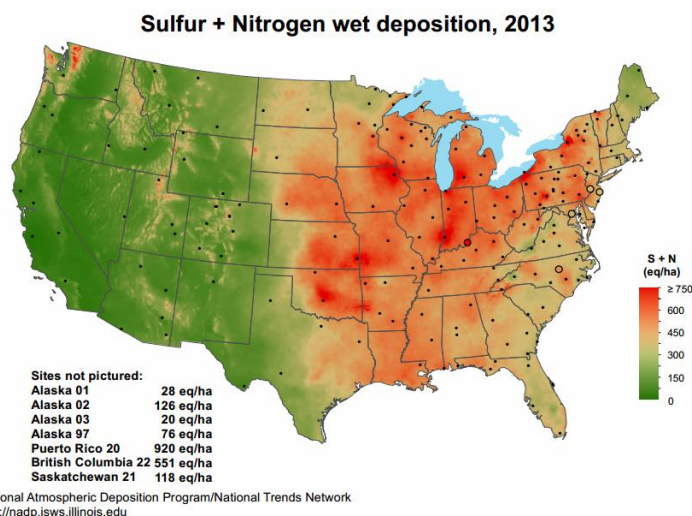 Sulfur + Nitrogen wet deposition, 2013
S + N
(eq/ha)
≥ 750
600
450
300
150
0
Sites not pictured:
Alaska 01 28 eq/ha
Alaska 02 126 eq/ha
Alaska 03 20 eq/ha
Alaska 97 76 eq/ha
Puerto Rico 20 920 eq/ha
British Columbia 22 551 eq/ha
Saskatchewan 21 118 eq/ha
onal Atmospheric Deposition Program/National Trends Network
://nadp.isws.illinois.edu